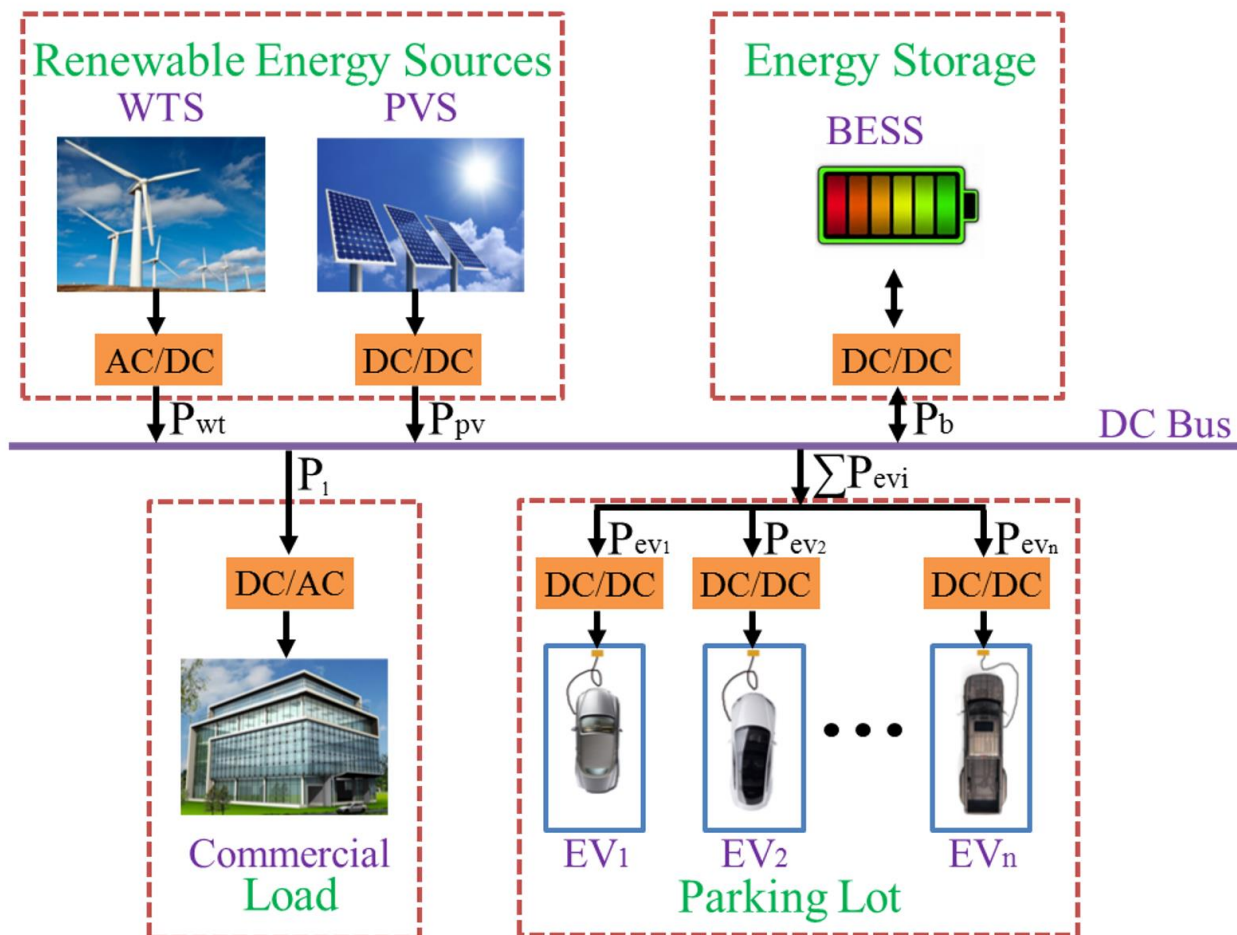 Renewable Energy Sources
WTS
PVS
AC/DC
DC/DC
Pwt
Ppv
Energy Storage
BESS
DC/DC
Pb
DC Bus
Pl
DC/AC
Commercial
Load
∑Pevi
Pev1
Pev2
Pevn
DC/DC
DC/DC
DC/DC
EV1
EV2
EVn
Parking Lot